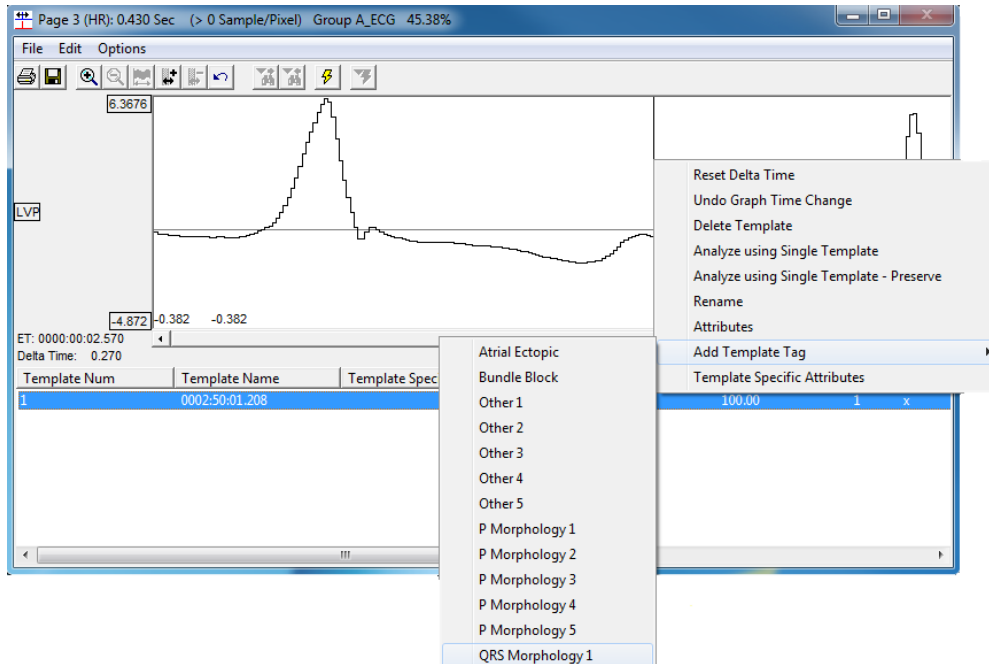 Page 3 (HR): 0.430 Sec (> 0 Sample/Pixel) Group A_ECG 45.38%
File Edit Options
6.3676
LVP
-4.872 -0.382 -0.382
ET: 0000:00:02.570
Delta Time: 0.270
Template Num Template Name Template Spec
1 0002:50:01.208 100.00 1 x
Reset Delta Time
Undo Graph Time Change
Delete Template
Analyze using Single Template
Analyze using Single Template - Preserve
Rename
Attributes
Add Template Tag
Template Specific Attributes
Atrial Ectopic
Bundle Block
Other 1
Other 2
Other 3
Other 4
Other 5
P Morphology 1
P Morphology 2
P Morphology 3
P Morphology 4
P Morphology 5
QRS Morphology 1